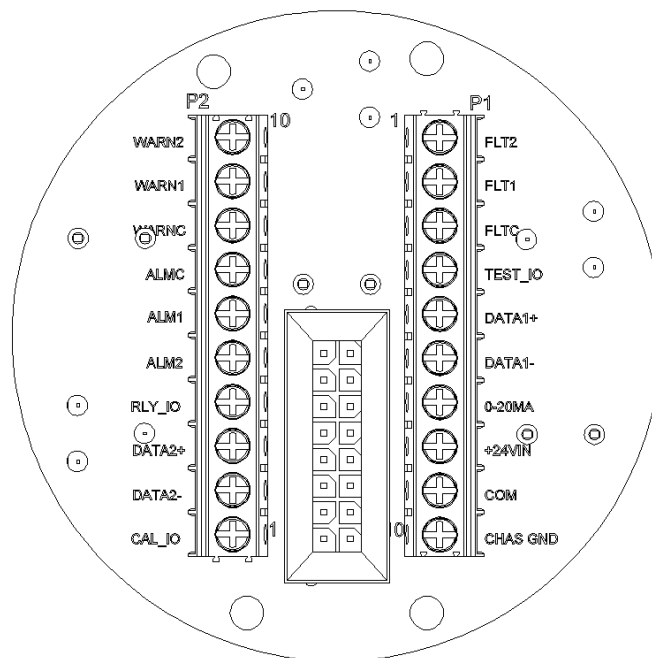 P2 P1
10 1
WARN2 FLT2
WARN1 FLT1
WARNC FLTC
ALMC TEST_IO
ALM1 DATA1+
ALM2 DATA1-
RLY_IO 0-20MA
DATA2+ +24VIN
DATA2- COM
1 10
CAL_IO CHAS GND